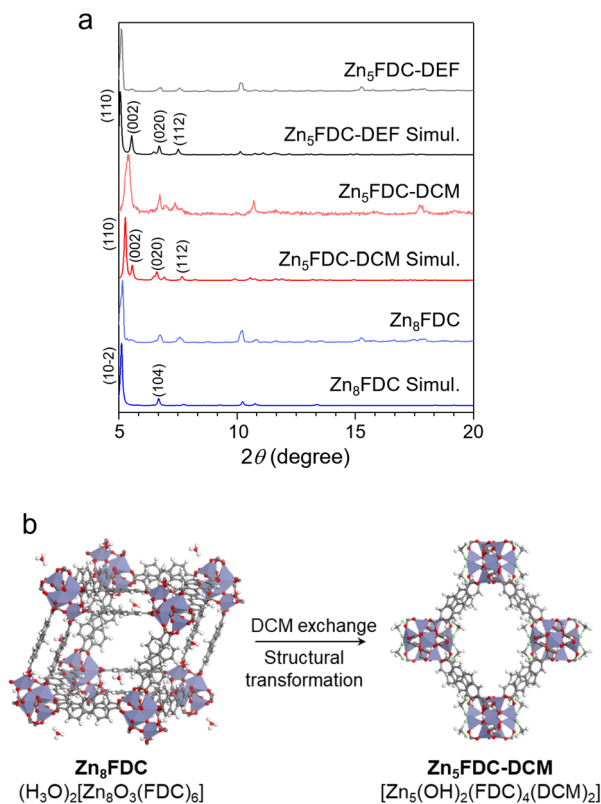 a
Zn₅FDC-DEF
(110)
(002)
(020)
(112)
Zn₅FDC-DEF Simul.
Zn₅FDC-DCM
(110)
(002)
(020)
(112)
Zn₅FDC-DCM Simul.
Zn₈FDC
(10-2)
(104)
Zn₈FDC Simul.
5 10 15 20
2θ (degree)
b
DCM exchange
Structural
transformation
Zn₈FDC
(H₃O)₂[Zn₈O₃(FDC)₆]
Zn₅FDC-DCM
[Zn₅(OH)₂(FDC)₄(DCM)₂]